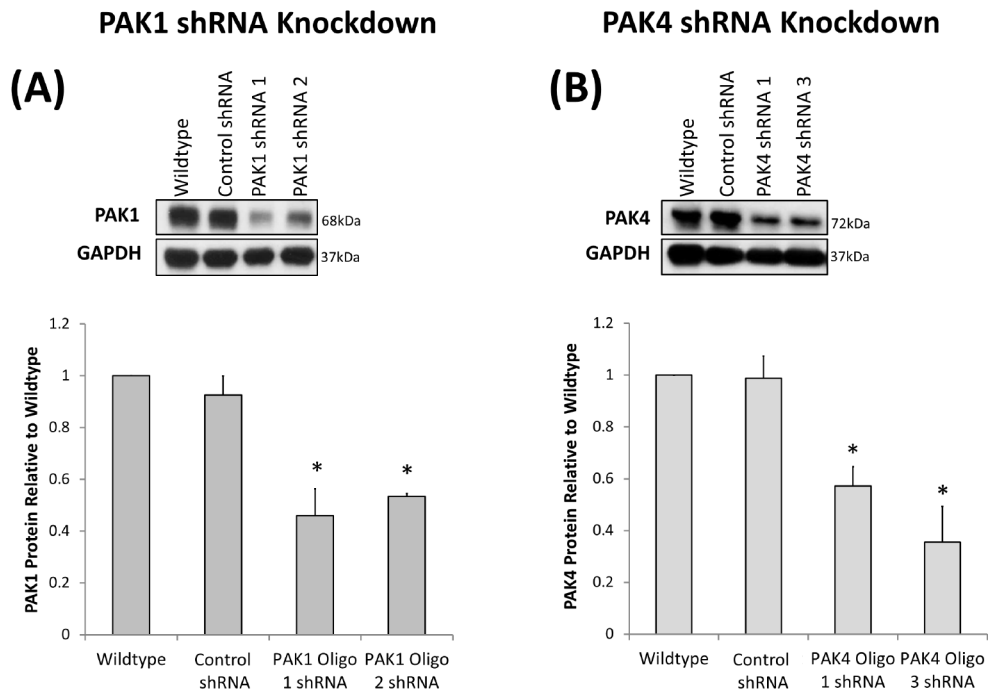 PAK1 shRNA Knockdown
(A)
Wildtype
Control shRNA
PAK1 shRNA 1
PAK1 shRNA 2
PAK1
68kDa
GAPDH
37kDa
PAK1 Protein Relative to Wildtype
1.2
1
0.8
0.6
0.4
0.2
0
*
*
Wildtype
Control
shRNA
PAK1 Oligo
1 shRNA
PAK1 Oligo
2 shRNA
PAK4 shRNA Knockdown
(B)
Wildtype
Control shRNA
PAK4 shRNA 1
PAK4 shRNA 3
PAK4
72kDa
GAPDH
37kDa
PAK4 Protein Relative to Wildtype
1.2
1
0.8
0.6
0.4
0.2
0
*
*
Wildtype
Control
shRNA
PAK4 Oligo
1 shRNA
PAK4 Oligo
3 shRNA